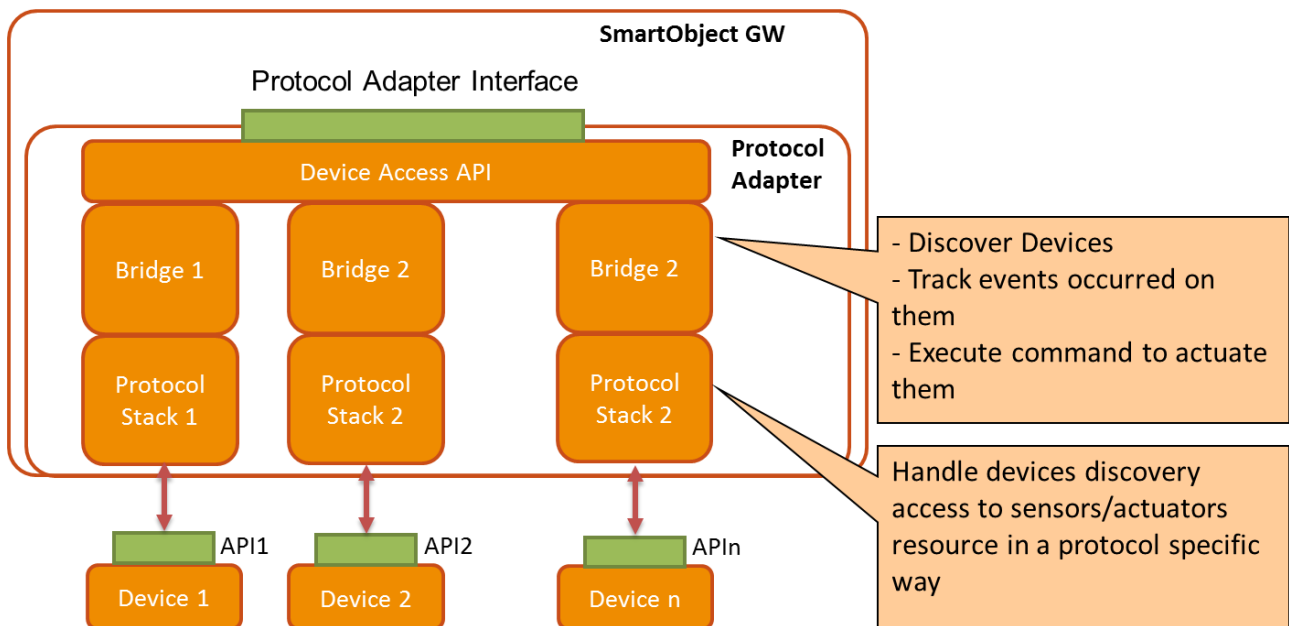 SmartObject GW
Protocol Adapter Interface
Protocol
Adapter
Device Access API
Bridge 1
Bridge 2
Bridge 2
- Discover Devices
- Track events occurred on
them
- Execute command to actuate
them
Protocol
Stack 1
Protocol
Stack 2
Protocol
Stack 2
Handle devices discovery
access to sensors/actuators
resource in a protocol specific
way
API1
API2
APIn
Device 1
Device 2
Device n